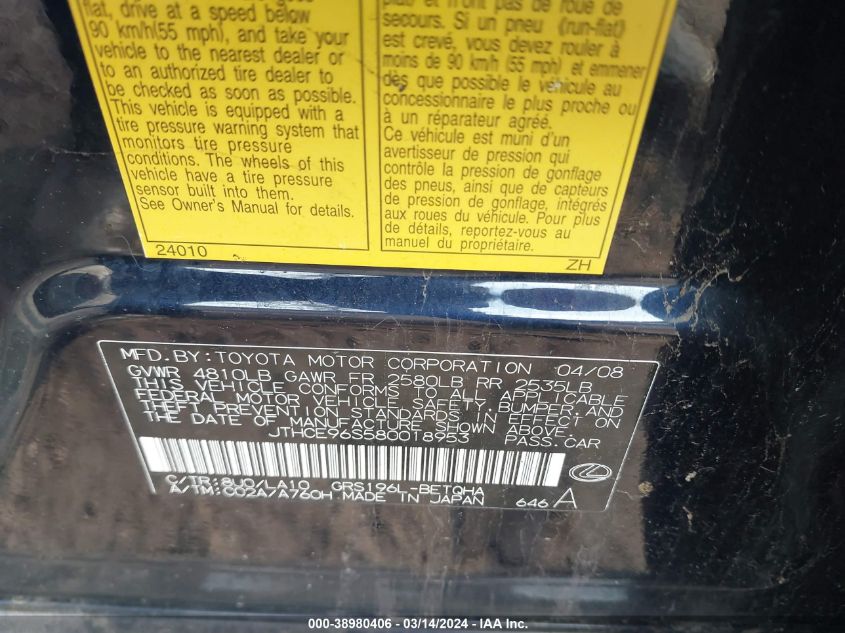 flat, drive at a speed below
90 km/h(55 mph), and take your
vehicle to the nearest dealer or
to an authorized tire dealer to
be checked as soon as possible.
This vehicle is equipped with a
tire pressure warning system that
monitors tire pressure
conditions. The wheels of this
vehicle have a tire pressure
sensor built into them.
See Owner's Manual for details.
24010
plat) et n'ont pas de roue de
secours. Si un pneu (run-flat)
est crevé, vous devez rouler à
moins de 90 km/h (55 mph) et emmener
dès que possible le véhicule au
concessionnaire le plus proche ou
à un réparateur agréé.
Ce véhicule est muni d'un
avertisseur de pression qui
contrôle la pression de gonflage
des pneus, ainsi que de capteurs
de pression de gonflage, intégrés
aux roues du véhicule. Pour plus
de détails, reportez-vous au
manuel du propriétaire.
ZH
MFD. BY: TOYOTA MOTOR CORPORATION 04/08
GVWR 4810LB GAWR FR 2580LB RR 2535LB
THIS VEHICLE CONFORMS TO ALL APPLICABLE
FEDERAL MOTOR VEHICLE SAFETY, BUMPER, AND
THEFT PREVENTION STANDARDS IN EFFECT ON
THE DATE OF MANUFACTURE SHOWN ABOVE.
JTHCE96S580018953 PASS.CAR
C/TR: 8U0/LA10 GRS196L-BETQHA
A/TM: C02A/A760H MADE IN JAPAN 646 A
000-38980406 - 03/14/2024 - © IAA Inc.